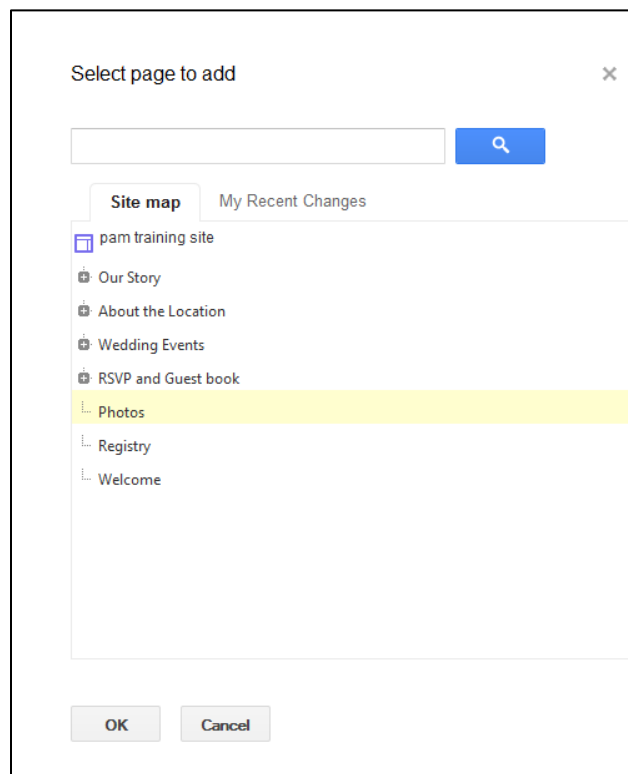 Select page to add
Site map My Recent Changes
pam training site
Our Story
About the Location
Wedding Events
RSVP and Guest book
Photos
Registry
Welcome
OK Cancel